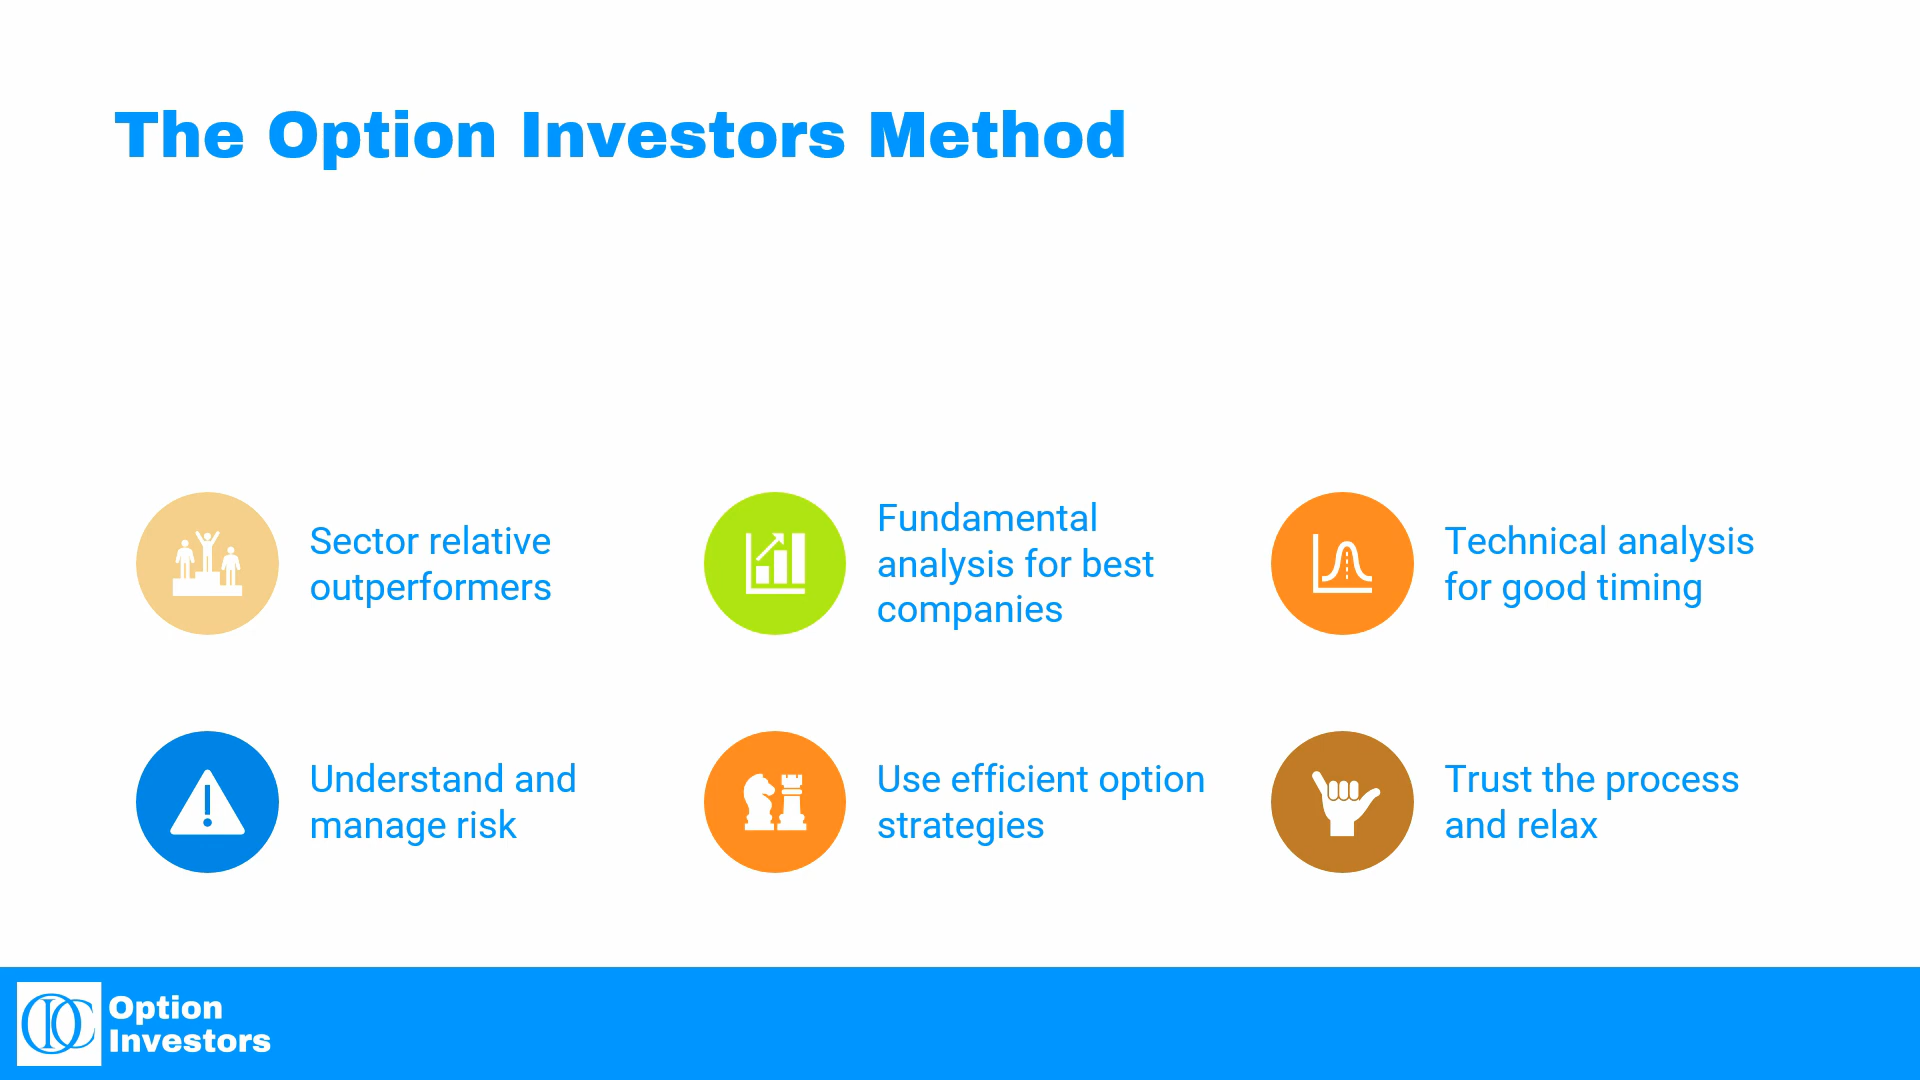 The Option Investors Method
Sector relative
outperformers
Fundamental
analysis for best
companies
Technical analysis
for good timing
Understand and
manage risk
Use efficient option
strategies
Trust the process
and relax
Option
Investors